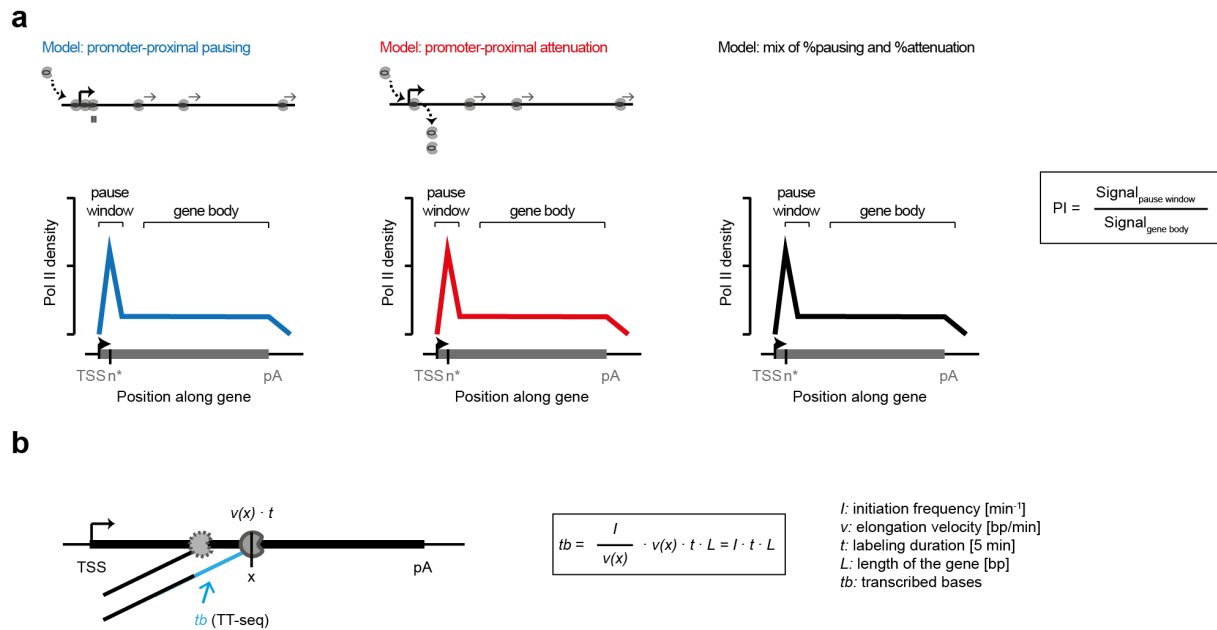 a
Model: promoter-proximal pausing
Model: promoter-proximal attenuation
Model: mix of %pausing and %attenuation
pause
window
gene body
Pol II density
TSS n*
pA
Position along gene
pause
window
gene body
Pol II density
TSS n*
pA
Position along gene
pause
window
gene body
Pol II density
TSS n*
pA
Position along gene
PI = Signal pause window / Signal gene body
b
v(x) · t
TSS
x
pA
tb (TT-seq)
tb = I / v(x) · v(x) · t · L = I · t · L
I: initiation frequency [min⁻¹]
v: elongation velocity [bp/min]
t: labeling duration [5 min]
L: length of the gene [bp]
tb: transcribed bases